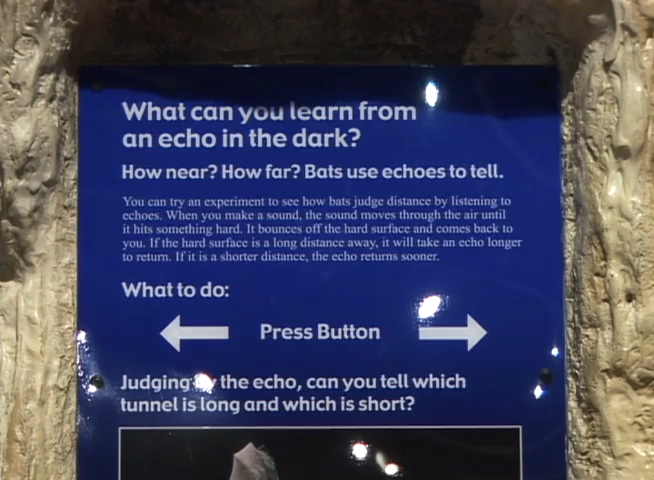 What can you learn from
an echo in the dark?
How near? How far? Bats use echoes to tell.
You can try an experiment to see how bats judge distance by listening to
echoes. When you make a sound, the sound moves through the air until
it hits something hard. It bounces off the hard surface and comes back to
you. If the hard surface is a long distance away, it will take an echo longer
to return. If it is a shorter distance, the echo returns sooner.
What to do:
Press Button
Judging by the echo, can you tell which
tunnel is long and which is short?